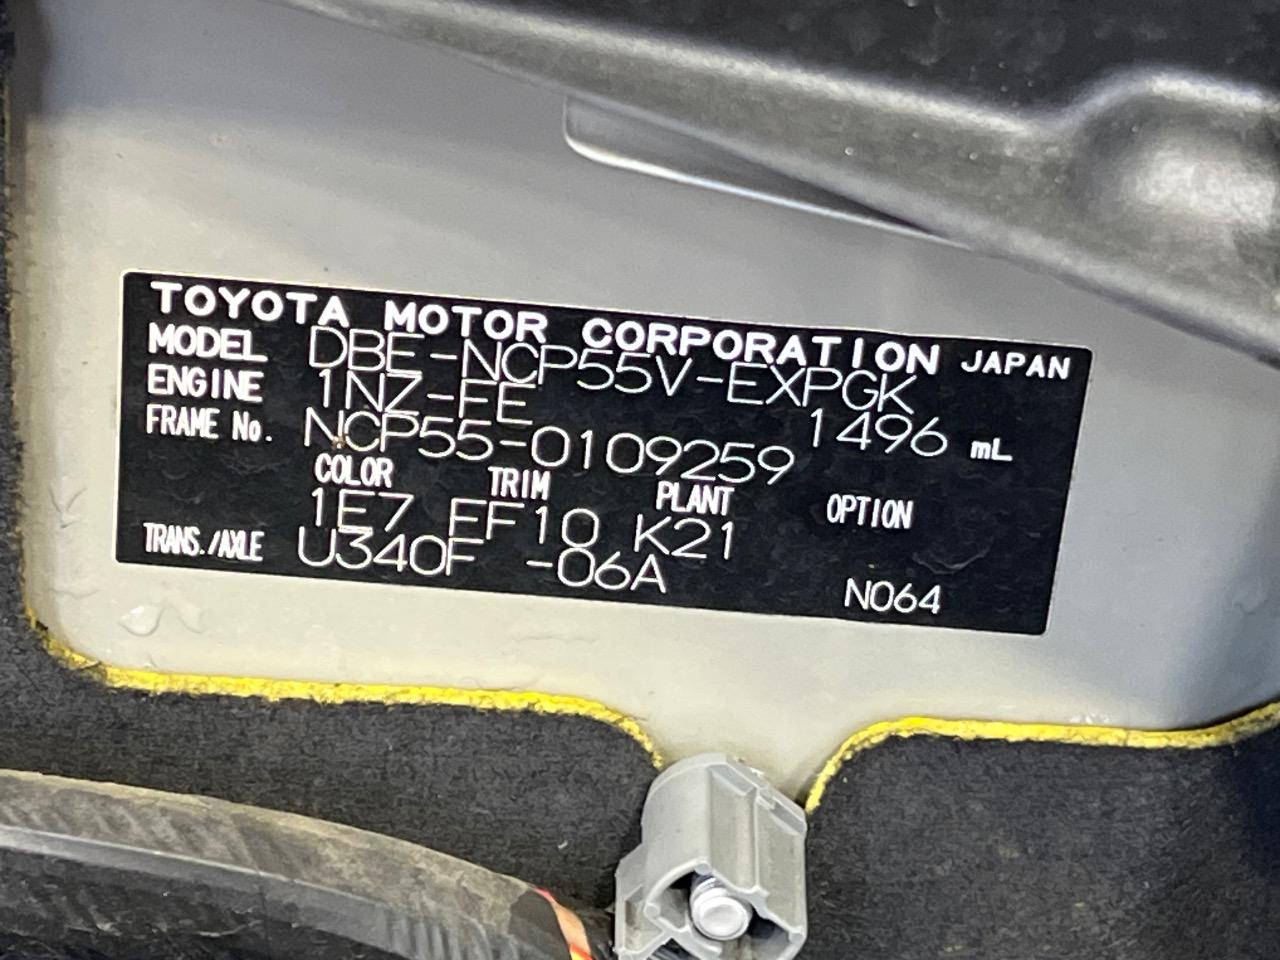 TOYOTA MOTOR CORPORATION JAPAN
MODEL DBE-NCP55V-EXPGK
ENGINE 1NZ-FE 1496 mL
FRAME No. NCP55-0109259
COLOR TRIM PLANT OPTION
1E7 EF10 K21
TRANS./AXLE U340F -06A N064